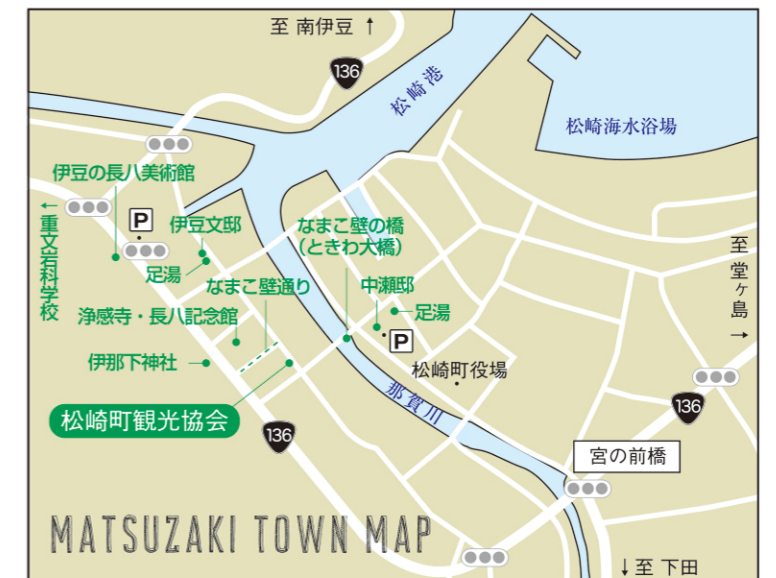 至 南伊豆 ↑
136
松崎港
松崎海水浴場
伊豆の長八美術館
← 重文岩科学校
P
伊豆文邸
足湯
なまこ壁の橋
(ときわ大橋)
なまこ壁通り
中瀬邸
足湯
至 堂ヶ島 →
浄感寺・長八記念館
P
伊那下神社
松崎町役場
松崎町観光協会
那賀川
136
136
宮の前橋
MATSUZAKI TOWN MAP
↓至 下田